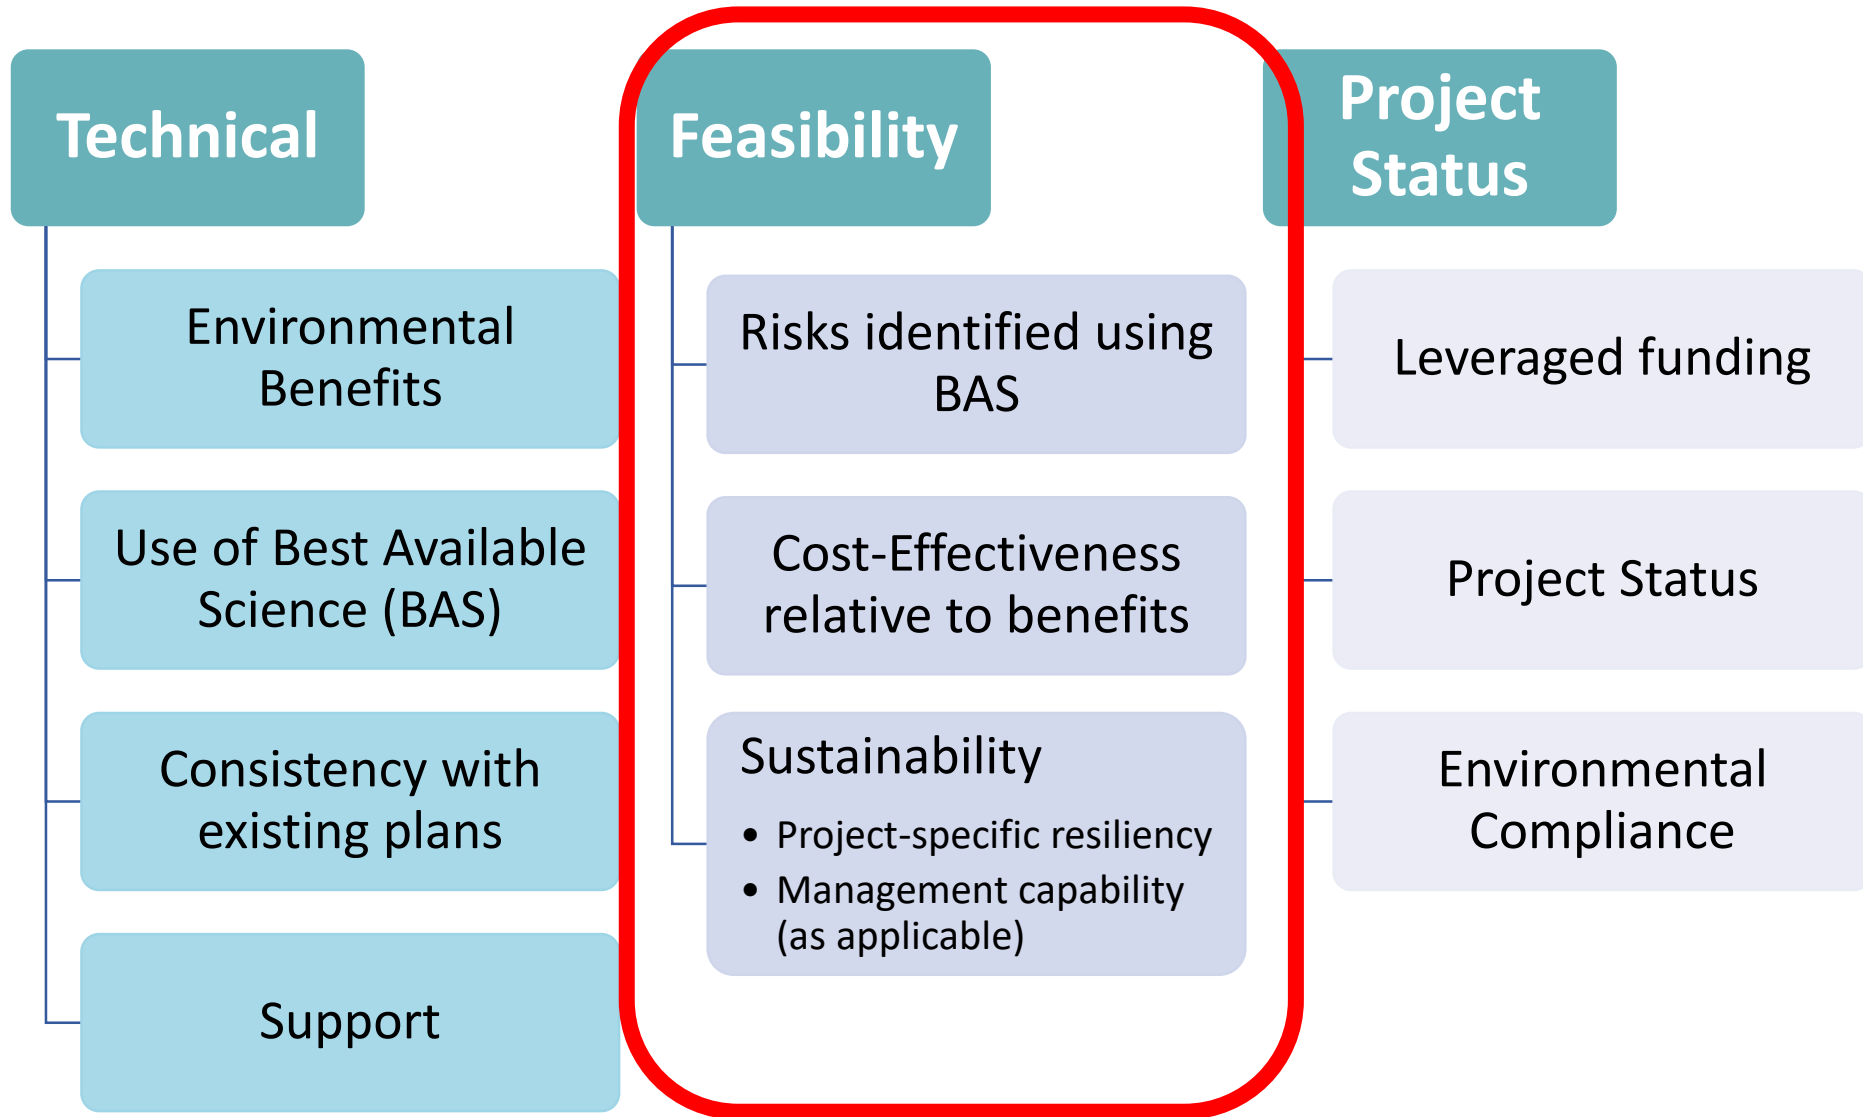 Technical
Environmental
Benefits
Use of Best Available
Science (BAS)
Consistency with
existing plans
Support
Feasibility
Risks identified using
BAS
Cost-Effectiveness
relative to benefits
Sustainability
• Project-specific resiliency
• Management capability
(as applicable)
Project
Status
Leveraged funding
Project Status
Environmental
Compliance